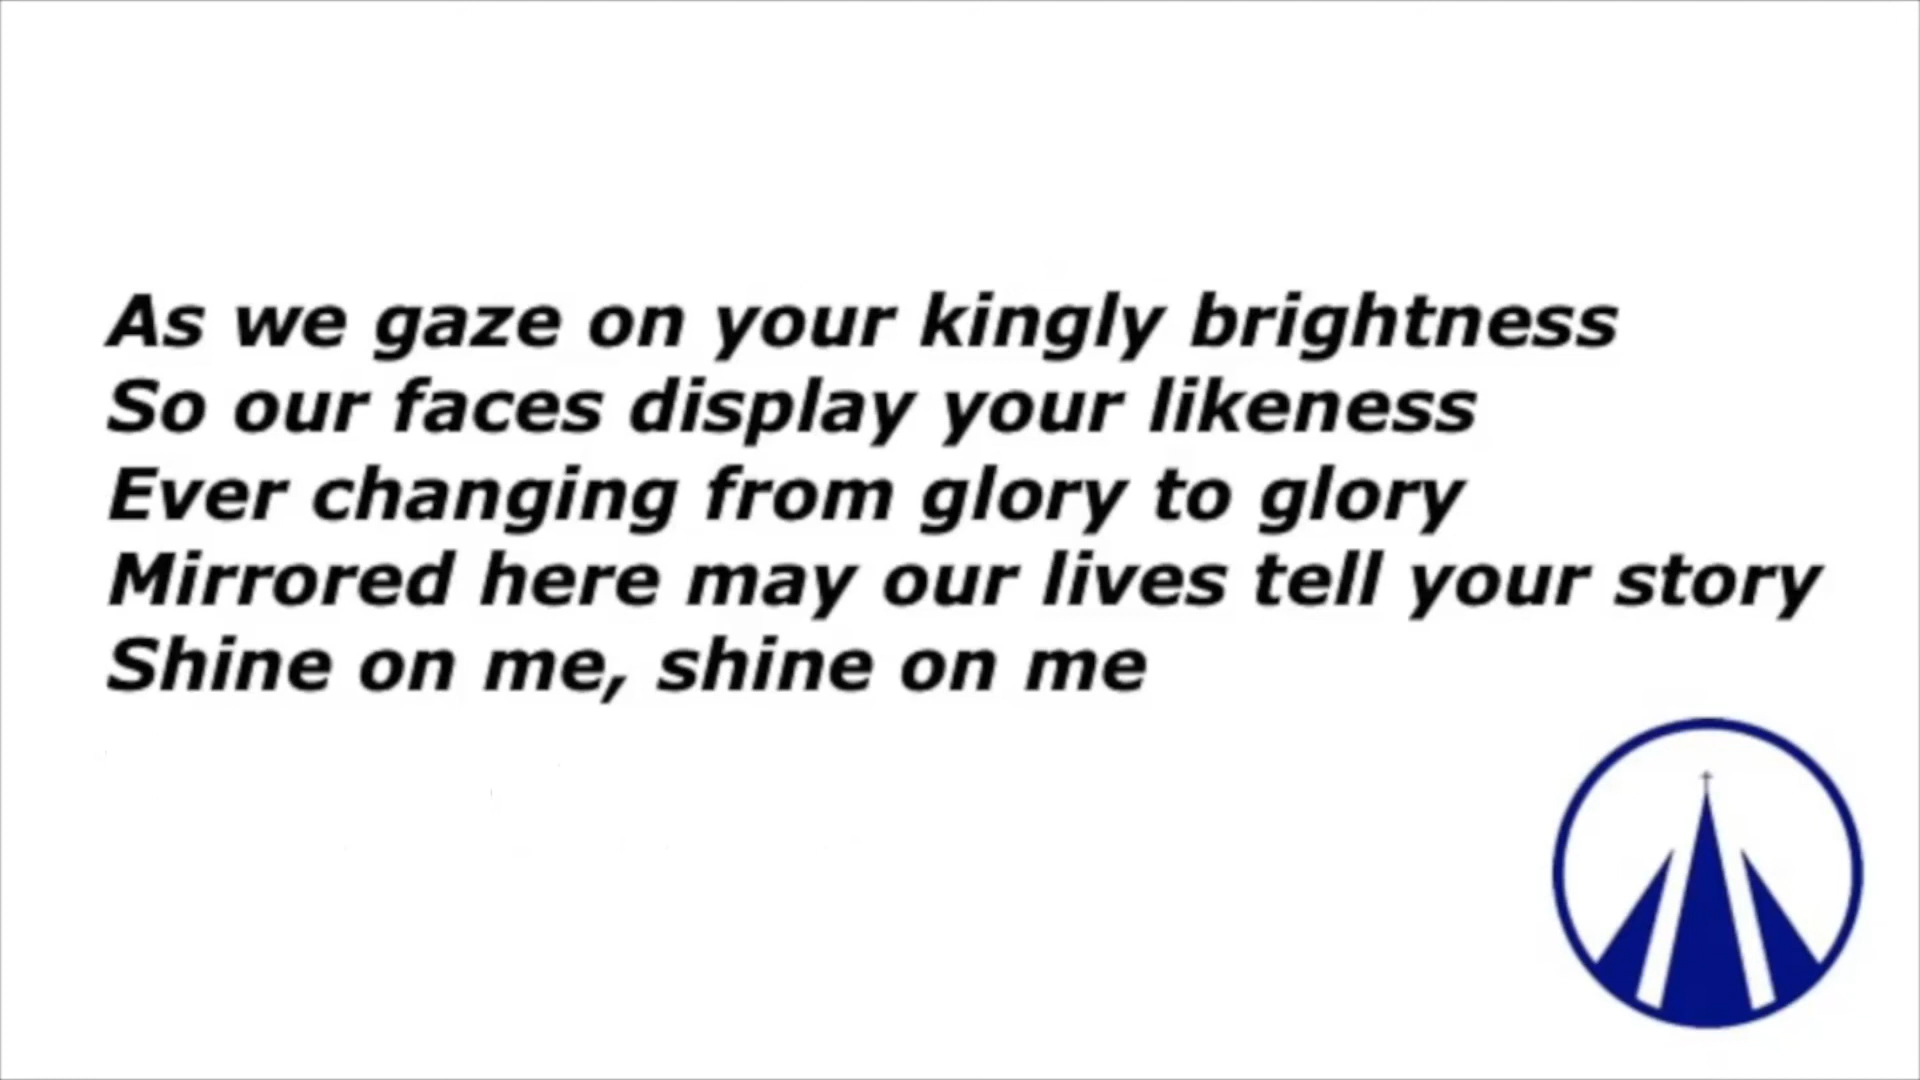 As we gaze on your kingly brightness
So our faces display your likeness
Ever changing from glory to glory
Mirrored here may our lives tell your story
Shine on me, shine on me